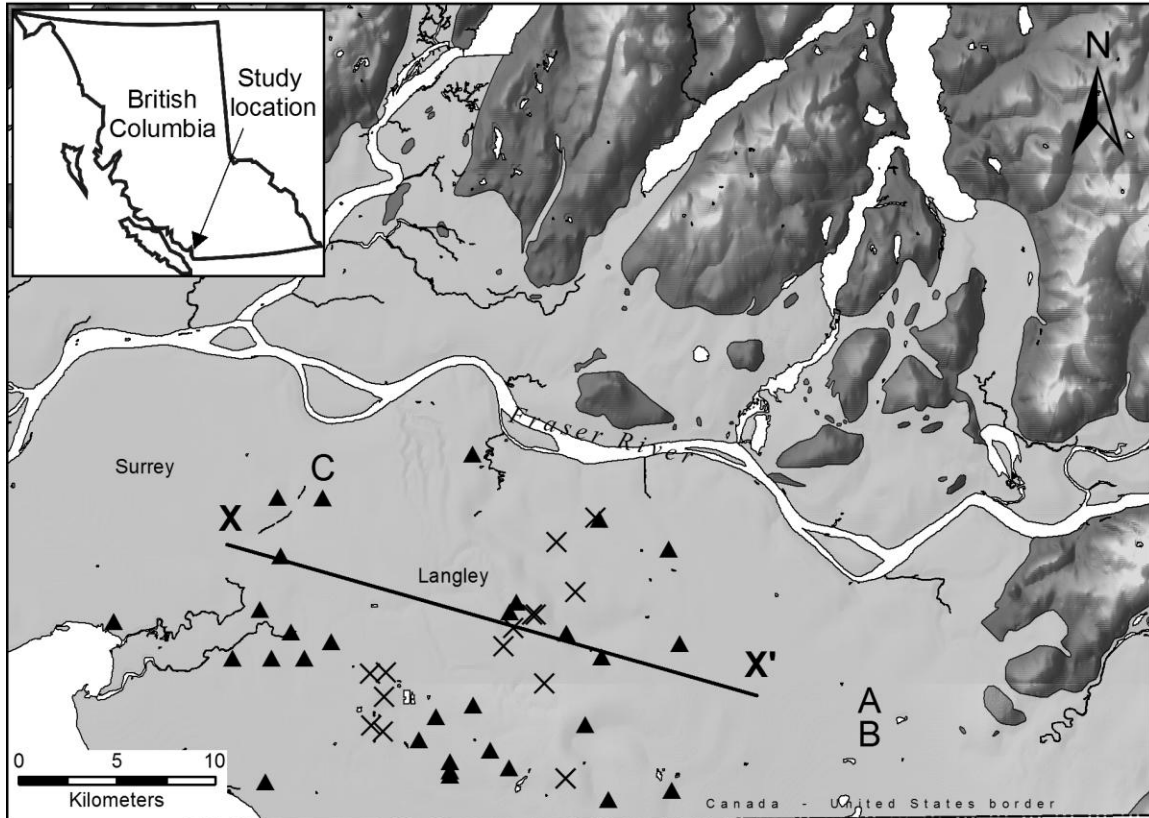 British
Columbia
Study
location
N
Fraser River
Surrey
C
X
Langley
X'
A
B
0 5 10
Kilometers
Canada - United States border